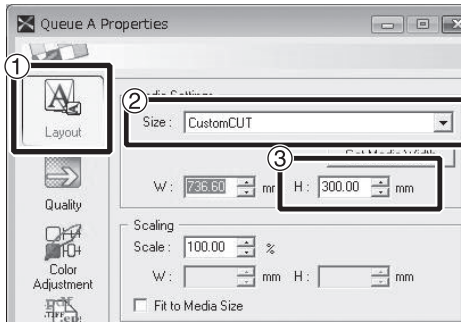 Queue A Properties
1
Layout
Quality
Color
Adjustment
2
Size : CustomCUT
3
W : 736.60 mm H : 300.00 mm
Scaling
Scale : 100.00 %
W : mm H : mm
Fit to Media Size